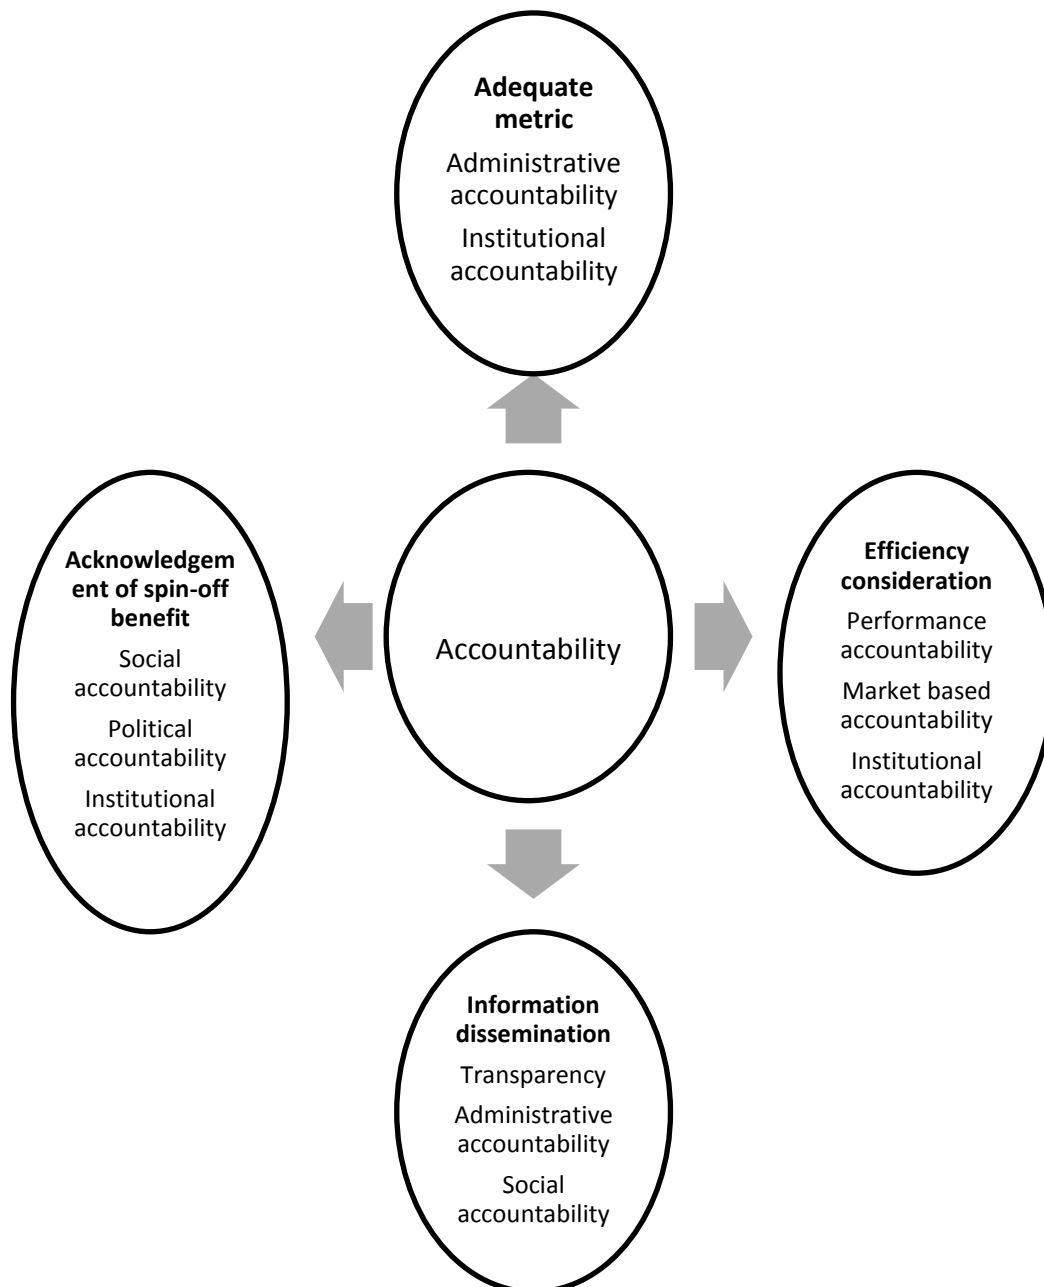 Adequate
metric
Administrative
accountability
Institutional
accountability
Acknowledgem
ent of spin-off
benefit
Social
accountability
Political
accountability
Institutional
accountability
Accountability
Efficiency
consideration
Performance
accountability
Market based
accountability
Institutional
accountability
Information
dissemination
Transparency
Administrative
accountability
Social
accountability